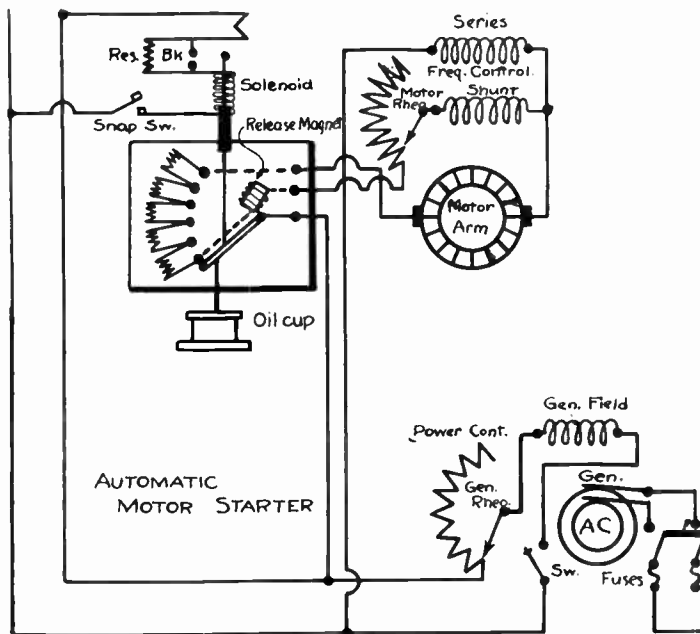 Series
Res. Bk
Solenoid
Freq. Control.
Motor
Rheo.
Shunt
Snap Sw.
Release Magnet
Motor
Arm
Oil cup
Gen. Field
Power Cont.
AUTOMATIC
MOTOR STARTER
Gen.
Rheo.
Gen.
AC
Sw.
Fuses